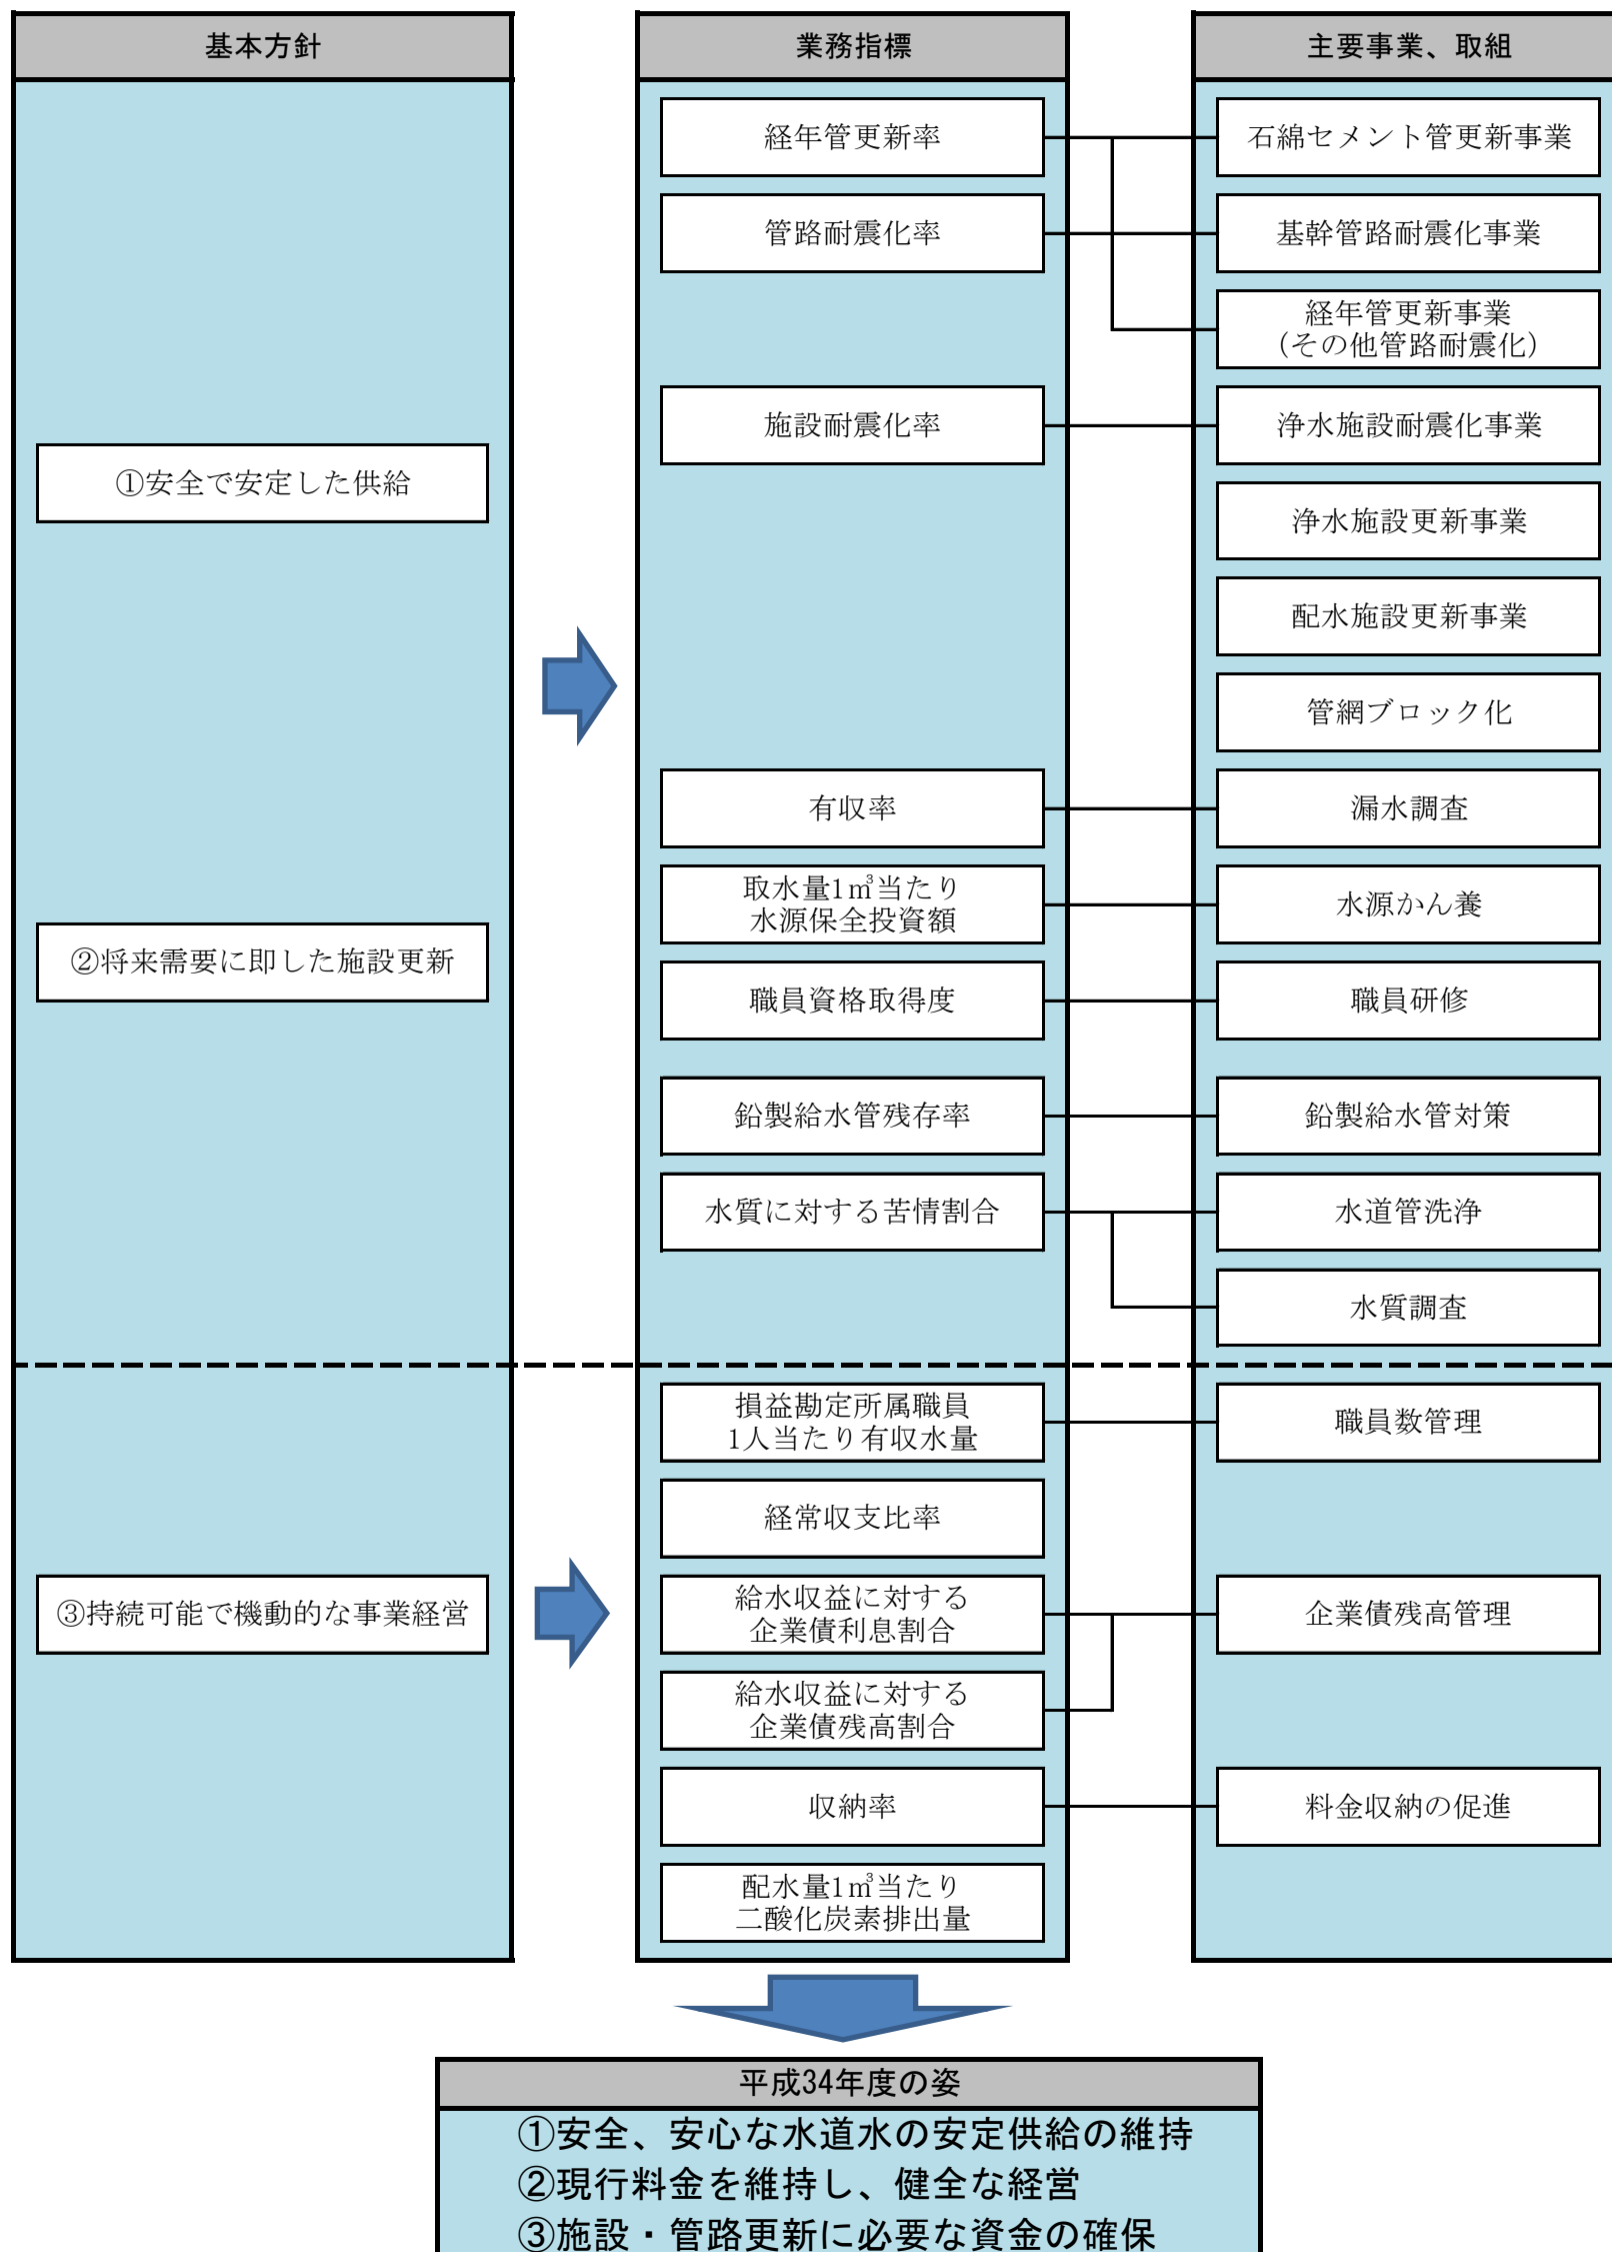 基本方針
業務指標
主要事業、取組
経年管更新率
石綿セメント管更新事業
管路耐震化率
基幹管路耐震化事業
経年管更新事業
(その他管路耐震化)
施設耐震化率
浄水施設耐震化事業
①安全で安定した供給
浄水施設更新事業
配水施設更新事業
管網ブロック化
有収率
漏水調査
取水量1㎥当たり
水源保全投資額
水源かん養
②将来需要に即した施設更新
職員資格取得度
職員研修
鉛製給水管残存率
鉛製給水管対策
水質に対する苦情割合
水道管洗浄
水質調査
損益勘定所属職員
1人当たり有収水量
職員数管理
経常収支比率
③持続可能で機動的な事業経営
給水収益に対する
企業債利息割合
企業債残高管理
給水収益に対する
企業債残高割合
収納率
料金収納の促進
配水量1㎥当たり
二酸化炭素排出量
平成34年度の姿
①安全、安心な水道水の安定供給の維持
②現行料金を維持し、健全な経営
③施設・管路更新に必要な資金の確保